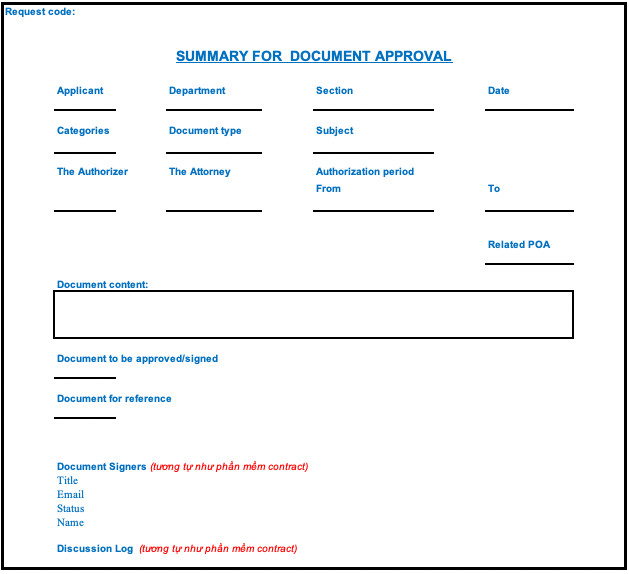 Request code:
SUMMARY FOR DOCUMENT APPROVAL
Applicant Department Section Date
Categories Document type Subject
The Authorizer The Attorney Authorization period
From To
Related POA
Document content:
Document to be approved/signed
Document for reference
Document Signers (tương tự như phần mềm contract)
Title
Email
Status
Name
Discussion Log (tương tự như phần mềm contract)